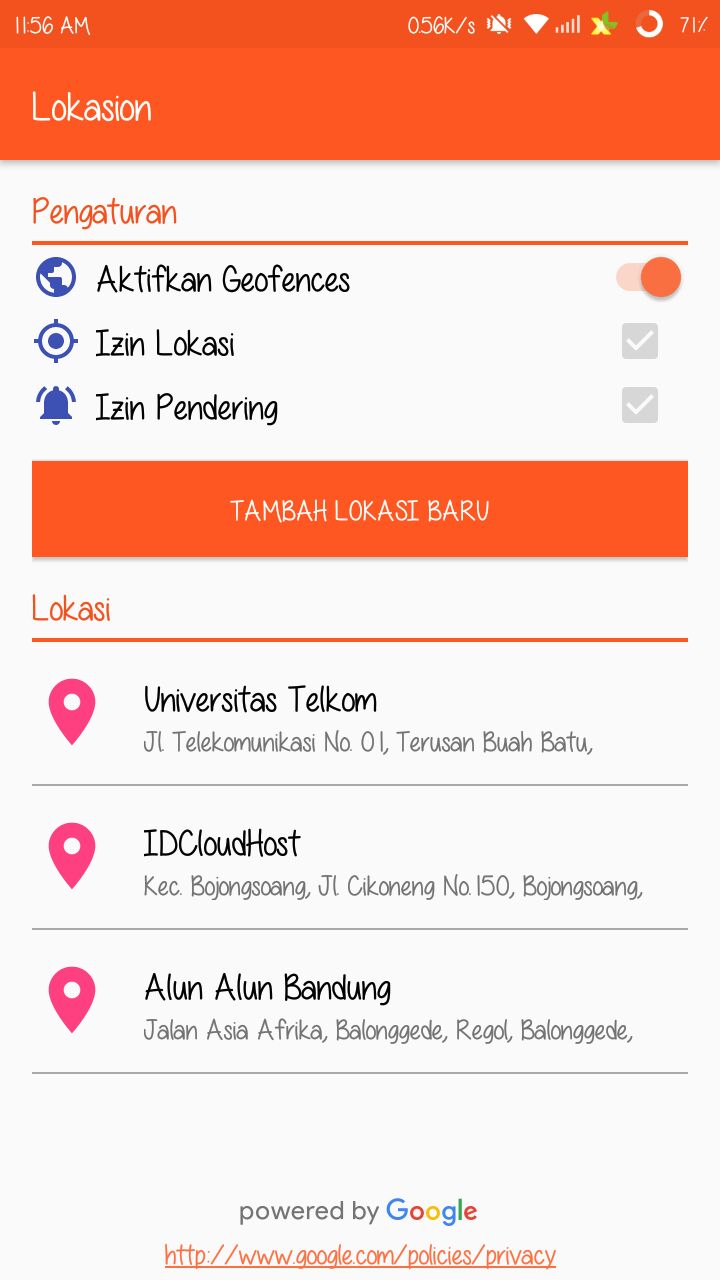 11:56 AM 0.56K/s 71%
Lokasion
Pengaturan
Aktifkan Geofences
Izin Lokasi
Izin Pendering
TAMBAH LOKASI BARU
Lokasi
Universitas Telkom
Jl. Telekomunikasi No. 01, Terusan Buah Batu,
IDCloudHost
Kec. Bojongsoang, Jl. Cikoneng No.150, Bojongsoang,
Alun Alun Bandung
Jalan Asia Afrika, Balonggede, Regol, Balonggede,
powered by Google
http://www.google.com/policies/privacy